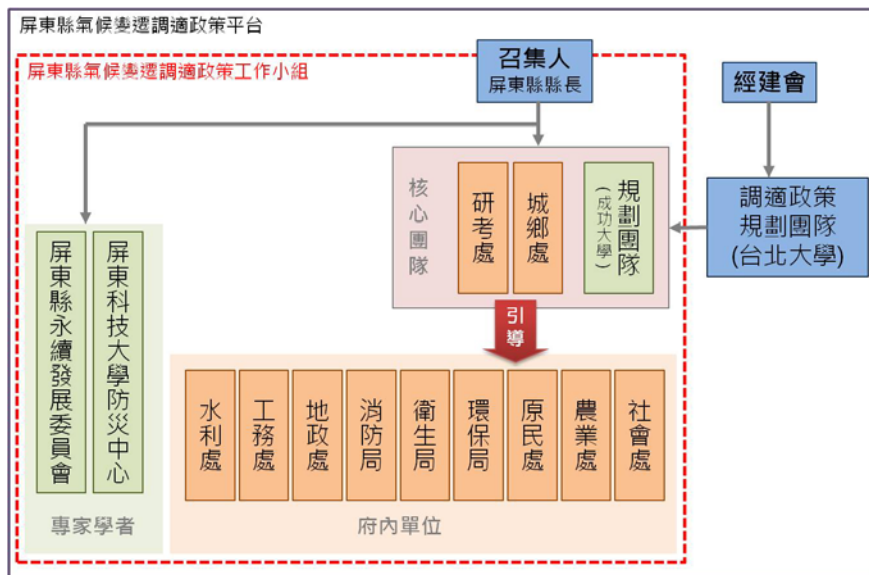 屏東縣氣候變遷調適政策平台
屏東縣氣候變遷調適政策工作小組
召集人
屏東縣縣長
經建會
核心團隊
研考處
城鄉處
規劃團隊
(成功大學)
調適政策
規劃團隊
(台北大學)
引導
屏東縣永續發展委員會
屏東科技大學防災中心
專家學者
水利處
工務處
地政處
消防局
衛生局
環保局
原民處
農業處
社會處
府內單位